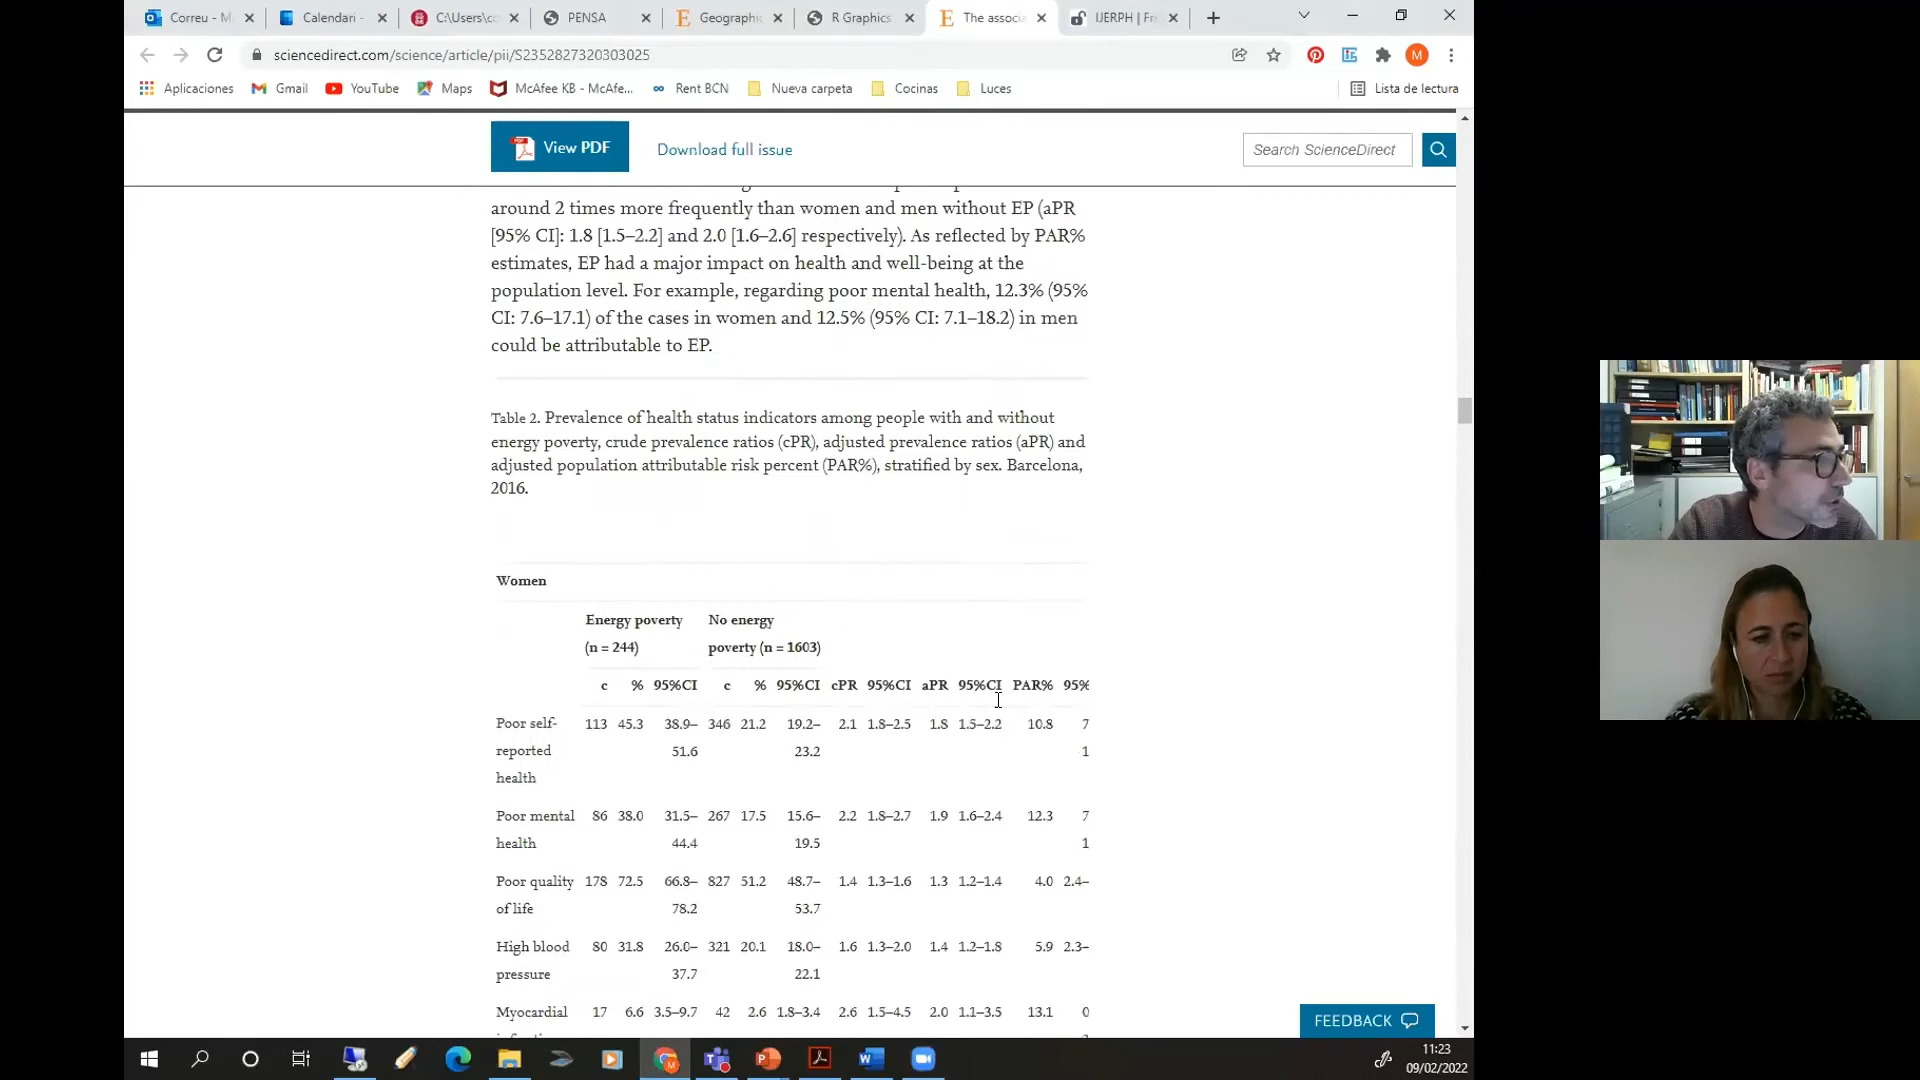 Correu - M
Calendari -
C:\Users\cc
PENSA
Geographi
R Graphics
The associa
IJERPH | Fre
sciencedirect.com/science/article/pii/S2352827320303025
M
Aplicaciones
Gmail
YouTube
Maps
McAfee KB - McAfe...
Rent BCN
Nueva carpeta
Cocinas
Luces
Lista de lectura
View PDF
Download full issue
Search ScienceDirect
around 2 times more frequently than women and men without EP (aPR
[95% CI]: 1.8 [1.5–2.2] and 2.0 [1.6–2.6] respectively). As reflected by PAR%
estimates, EP had a major impact on health and well-being at the
population level. For example, regarding poor mental health, 12.3% (95%
CI: 7.6–17.1) of the cases in women and 12.5% (95% CI: 7.1–18.2) in men
could be attributable to EP.
Table 2. Prevalence of health status indicators among people with and without
energy poverty, crude prevalence ratios (cPR), adjusted prevalence ratios (aPR) and
adjusted population attributable risk percent (PAR%), stratified by sex. Barcelona,
2016.
Women
Energy poverty No energy
(n = 244) poverty (n = 1603)
c % 95%CI c % 95%CI cPR 95%CI aPR 95%CI PAR% 95%
Poor self- 113 45.3 38.9– 346 21.2 19.2– 2.1 1.8–2.5 1.8 1.5–2.2 10.8 7
reported 51.6 23.2 1
health
Poor mental 86 38.0 31.5– 267 17.5 15.6– 2.2 1.8–2.7 1.9 1.6–2.4 12.3 7
health 44.4 19.5 1
Poor quality 178 72.5 66.8– 827 51.2 48.7– 1.4 1.3–1.6 1.3 1.2–1.4 4.0 2.4–
of life 78.2 53.7
High blood 80 31.8 26.0– 321 20.1 18.0– 1.6 1.3–2.0 1.4 1.2–1.8 5.9 2.3–
pressure 37.7 22.1
Myocardial 17 6.6 3.5–9.7 42 2.6 1.8–3.4 2.6 1.5–4.5 2.0 1.1–3.5 13.1 0
FEEDBACK
11:23
09/02/2022